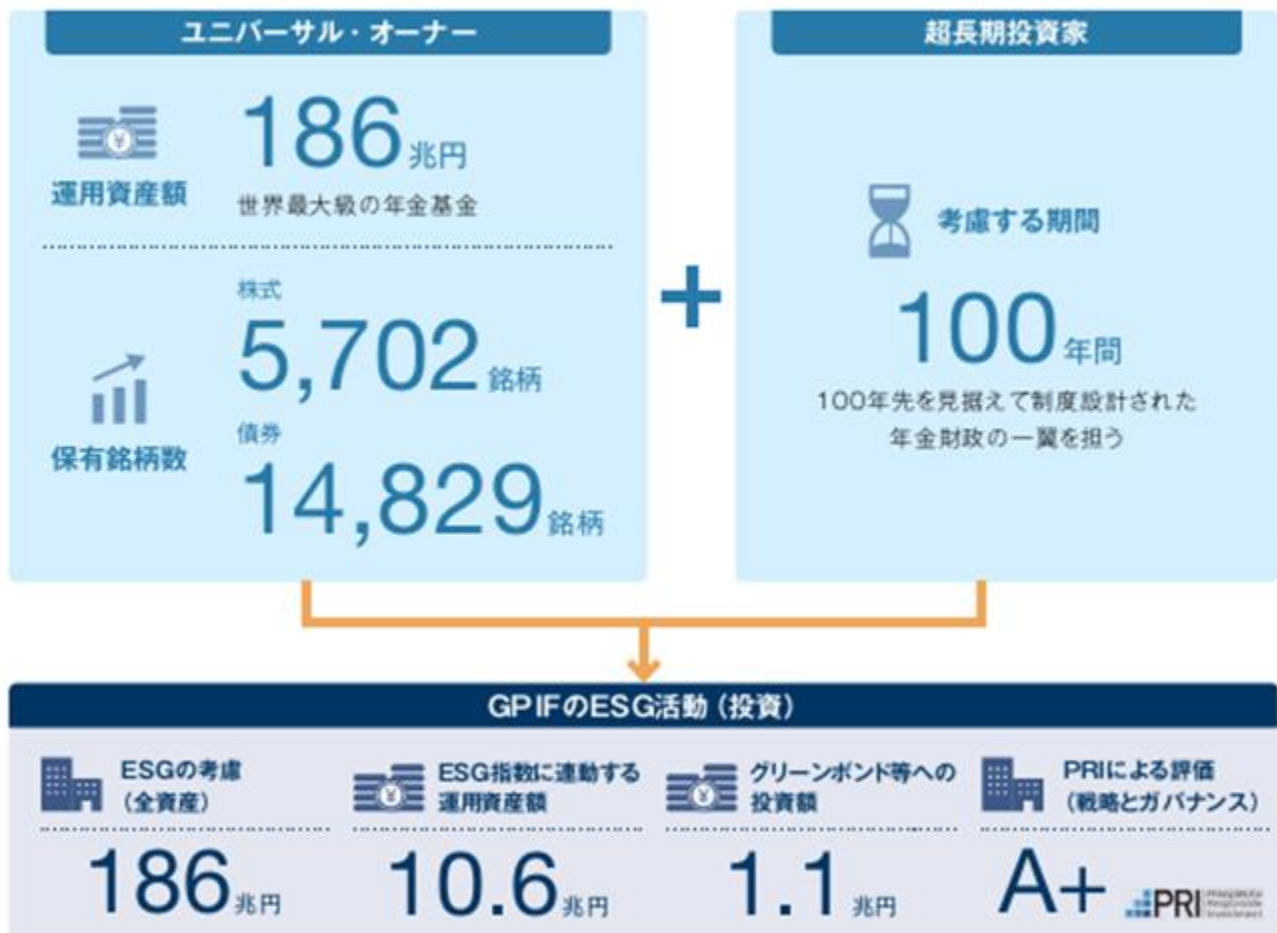 ユニバーサル・オーナー
運用資産額
186兆円
世界最大級の年金基金
保有銘柄数
株式
5,702銘柄
債券
14,829銘柄
+
超長期投資家
考慮する期間
100年間
100年先を見据えて制度設計された
年金財政の一翼を担う
GPIFのESG活動（投資）
ESGの考慮
（全資産）
186兆円
ESG指数に連動する
運用資産額
10.6兆円
グリーンボンド等への
投資額
1.1兆円
PRIによる評価
（戦略とガバナンス）
A+
PRI